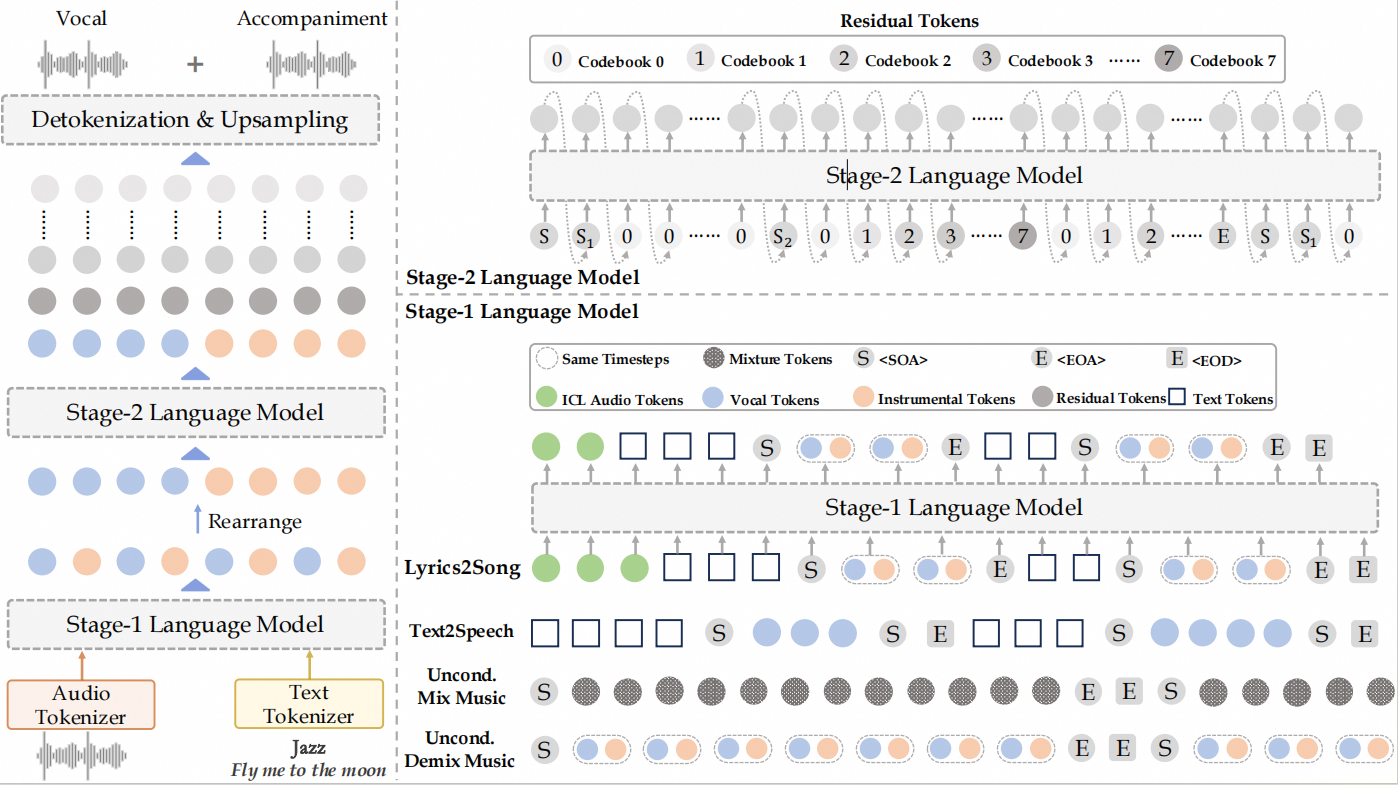 Vocal
Accompaniment
+
Detokenization & Upsampling
Stage-2 Language Model
Rearrange
Stage-1 Language Model
Audio
Tokenizer
Text
Tokenizer
Jazz
Fly me to the moon
Residual Tokens
0 Codebook 0 1 Codebook 1 2 Codebook 2 3 Codebook 3 ······ 7 Codebook 7
······ ······ ······
Stage-2 Language Model
S S₁ 0 0 ······ 0 S₂ 0 1 2 3 ······ 7 0 1 2 ······ E S S₁ 0
Stage-2 Language Model
Stage-1 Language Model
Same Timesteps Mixture Tokens S <SOA> E <EOA> E <EOD>
ICL Audio Tokens Vocal Tokens Instrumental Tokens Residual Tokens Text Tokens
S E S E E
Stage-1 Language Model
Lyrics2Song S E S E E
Text2Speech S S E S S E
Uncond.
Mix Music
S E E S
Uncond.
Demix Music
S E E S